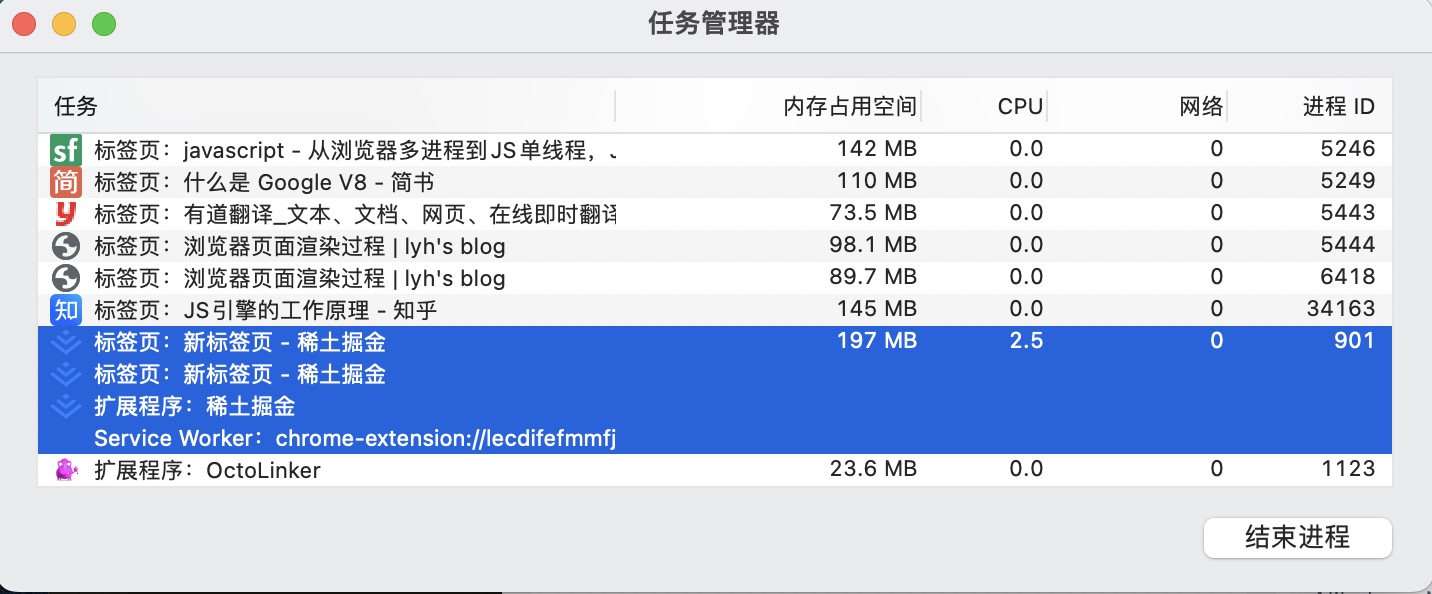 任务管理器
任务 内存占用空间 CPU 网络 进程 ID
sf 标签页：javascript - 从浏览器多进程到JS单线程， 142 MB 0.0 0 5246
简 标签页：什么是 Google V8 - 简书 110 MB 0.0 0 5249
y 标签页：有道翻译_文本、文档、网页、在线即时翻译 73.5 MB 0.0 0 5443
标签页：浏览器页面渲染过程 | lyh's blog 98.1 MB 0.0 0 5444
标签页：浏览器页面渲染过程 | lyh's blog 89.7 MB 0.0 0 6418
知 标签页：JS引擎的工作原理 - 知乎 145 MB 0.0 0 34163
标签页：新标签页 - 稀土掘金 197 MB 2.5 0 901
标签页：新标签页 - 稀土掘金
扩展程序：稀土掘金
Service Worker：chrome-extension://lecdifefmmfj
扩展程序：OctoLinker 23.6 MB 0.0 0 1123
结束进程